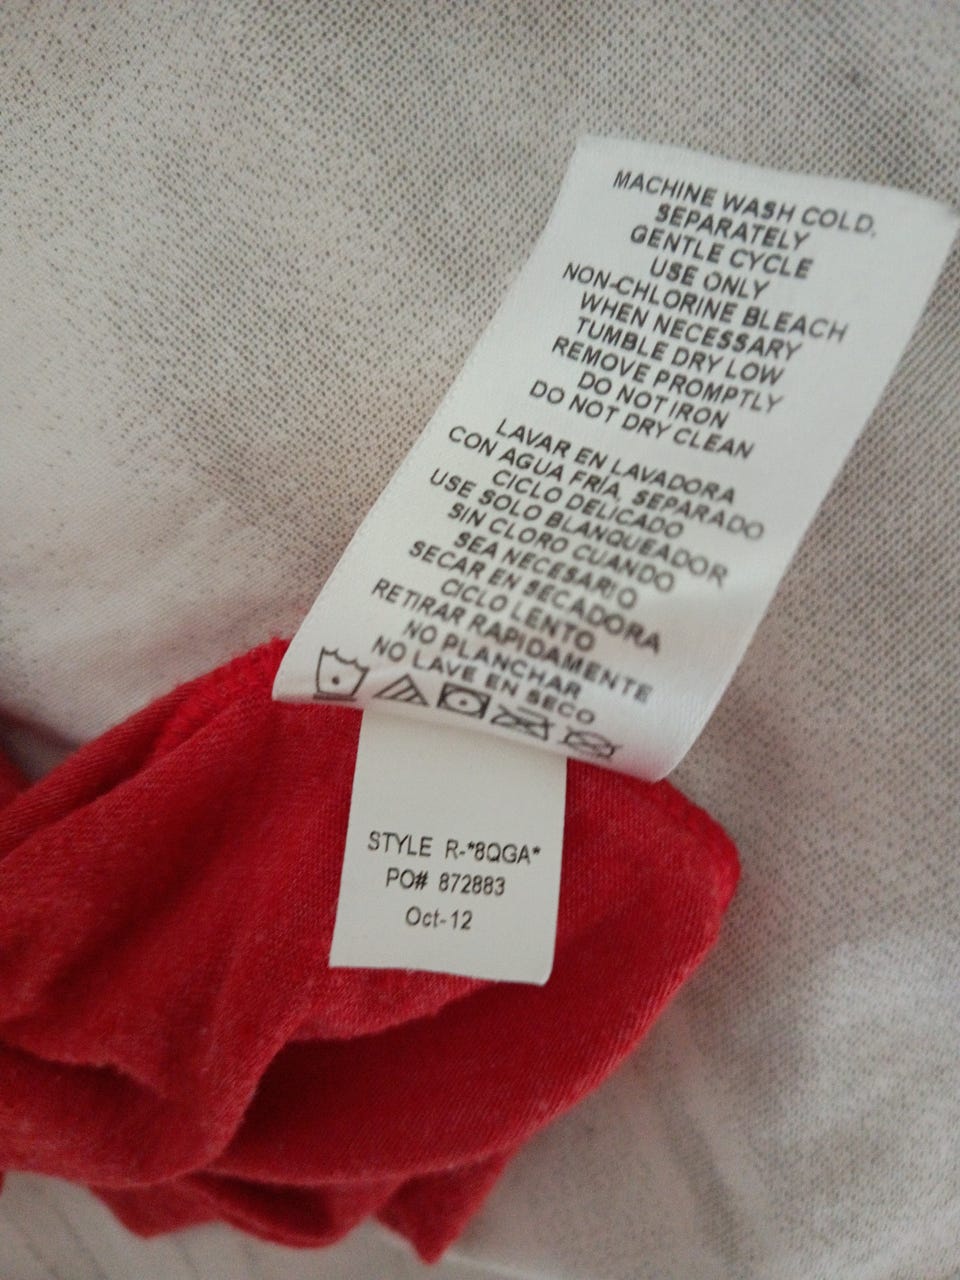 MACHINE WASH COLD,
SEPARATELY
GENTLE CYCLE
USE ONLY
NON-CHLORINE BLEACH
WHEN NECESSARY
TUMBLE DRY LOW
REMOVE PROMPTLY
DO NOT IRON
DO NOT DRY CLEAN
LAVAR EN LAVADORA
CON AGUA FRÍA, SEPARADO
CICLO DELICADO
USE SOLO BLANQUEADOR
SIN CLORO CUANDO
SEA NECESARIO
SECAR EN SECADORA
CICLO LENTO
RETIRAR RAPIDAMENTE
NO PLANCHAR
NO LAVE EN SECO
STYLE R-*8QGA*
PO# 872883
Oct-12